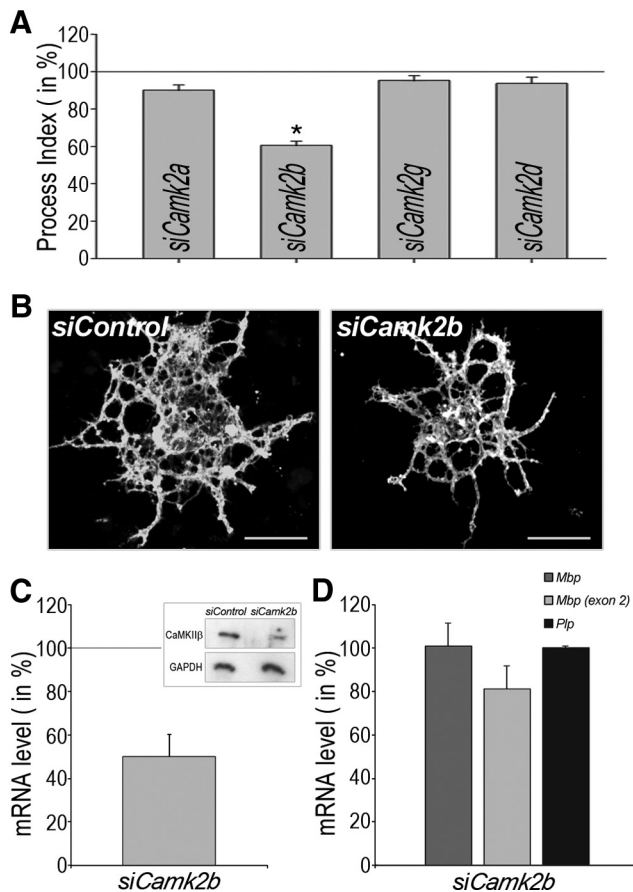 A
Process Index ( in %)
120
100
80
60
40
20
0
*
siCamk2a
siCamk2b
siCamk2g
siCamk2d
B
siControl
siCamk2b
C
mRNA level ( in %)
120
100
80
60
40
20
0
siControl siCamk2b
CaMKIIβ
GAPDH
siCamk2b
D
Mbp
Mbp (exon 2)
Plp
mRNA level ( in %)
120
100
80
60
40
20
0
siCamk2b